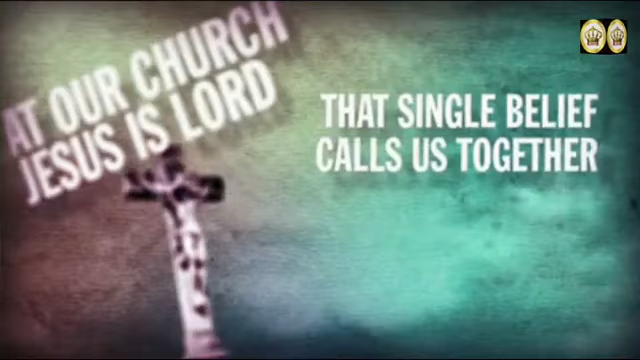 AT OUR CHURCH
JESUS IS LORD
THAT SINGLE BELIEF
CALLS US TOGETHER